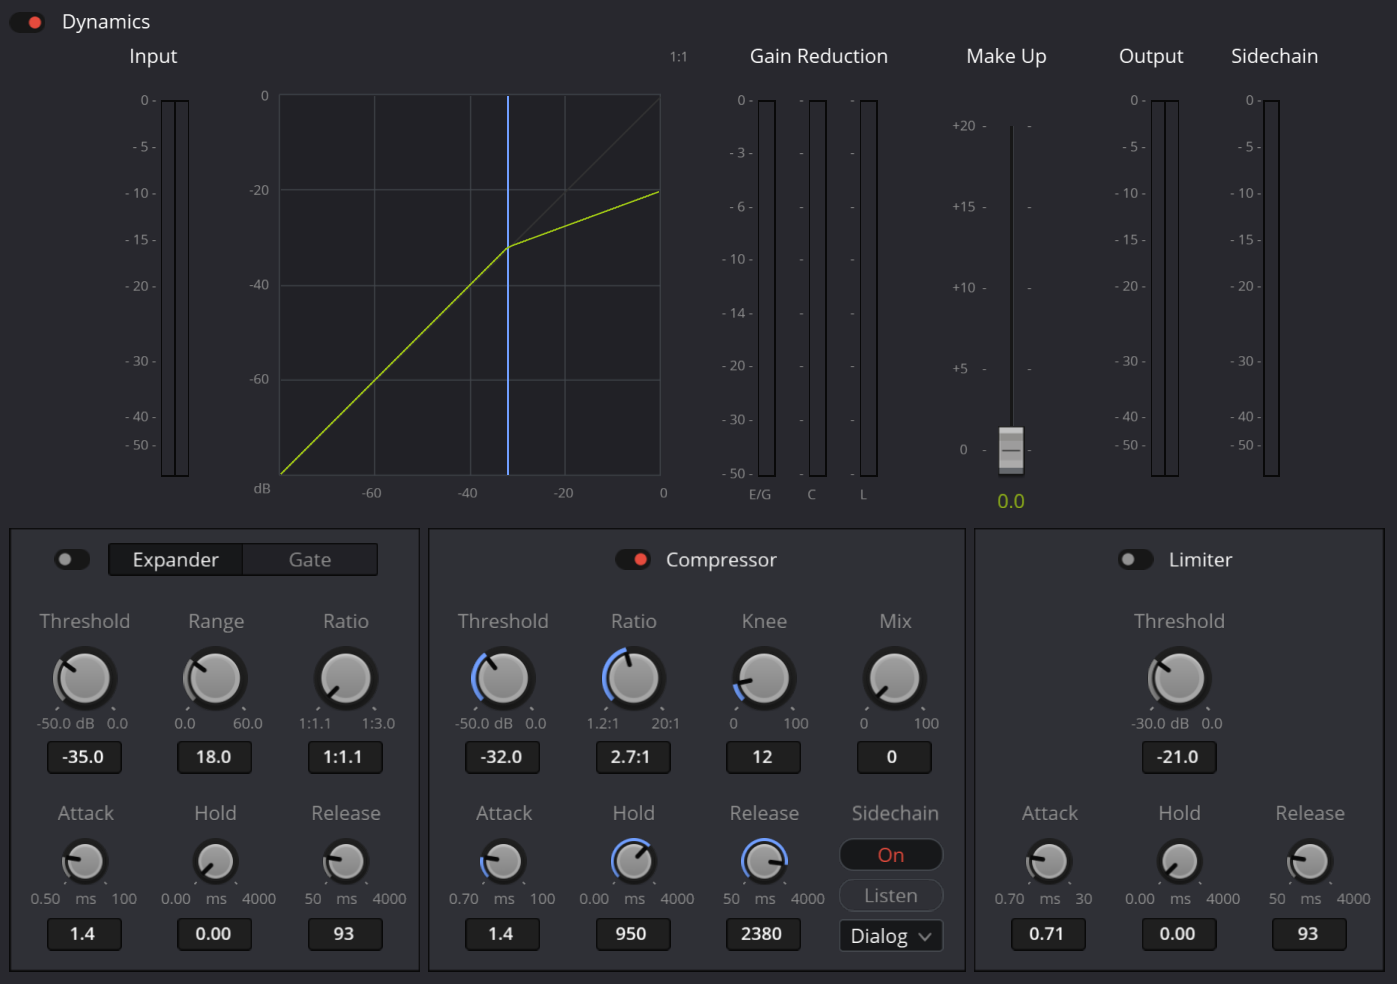 Dynamics
Input
1:1
Gain Reduction
Make Up
Output
Sidechain
0 -
- 5 -
- 10 -
- 15 -
- 20 -
- 30 -
- 40 -
- 50 -
0
-20
-40
-60
dB
-60
-40
-20
0
0 -
- 3 -
- 6 -
- 10 -
- 14 -
- 20 -
- 30 -
- 50 -
E/G
C
L
+20 -
+15 -
+10 -
+5 -
0 -
0.0
0 -
- 5 -
- 10 -
- 15 -
- 20 -
- 30 -
- 40 -
- 50 -
0 -
- 5 -
- 10 -
- 15 -
- 20 -
- 30 -
- 40 -
- 50 -
Expander
Gate
Threshold
Range
Ratio
-50.0 dB 0.0
0.0 60.0
1:1.1 1:3.0
-35.0
18.0
1:1.1
Attack
Hold
Release
0.50 ms 100
0.00 ms 4000
50 ms 4000
1.4
0.00
93
Compressor
Threshold
Ratio
Knee
Mix
-50.0 dB 0.0
1.2:1 20:1
0 100
0 100
-32.0
2.7:1
12
0
Attack
Hold
Release
Sidechain
0.70 ms 100
0.00 ms 4000
50 ms 4000
On
Listen
1.4
950
2380
Dialog
Limiter
Threshold
-30.0 dB 0.0
-21.0
Attack
Hold
Release
0.70 ms 30
0.00 ms 4000
50 ms 4000
0.71
0.00
93